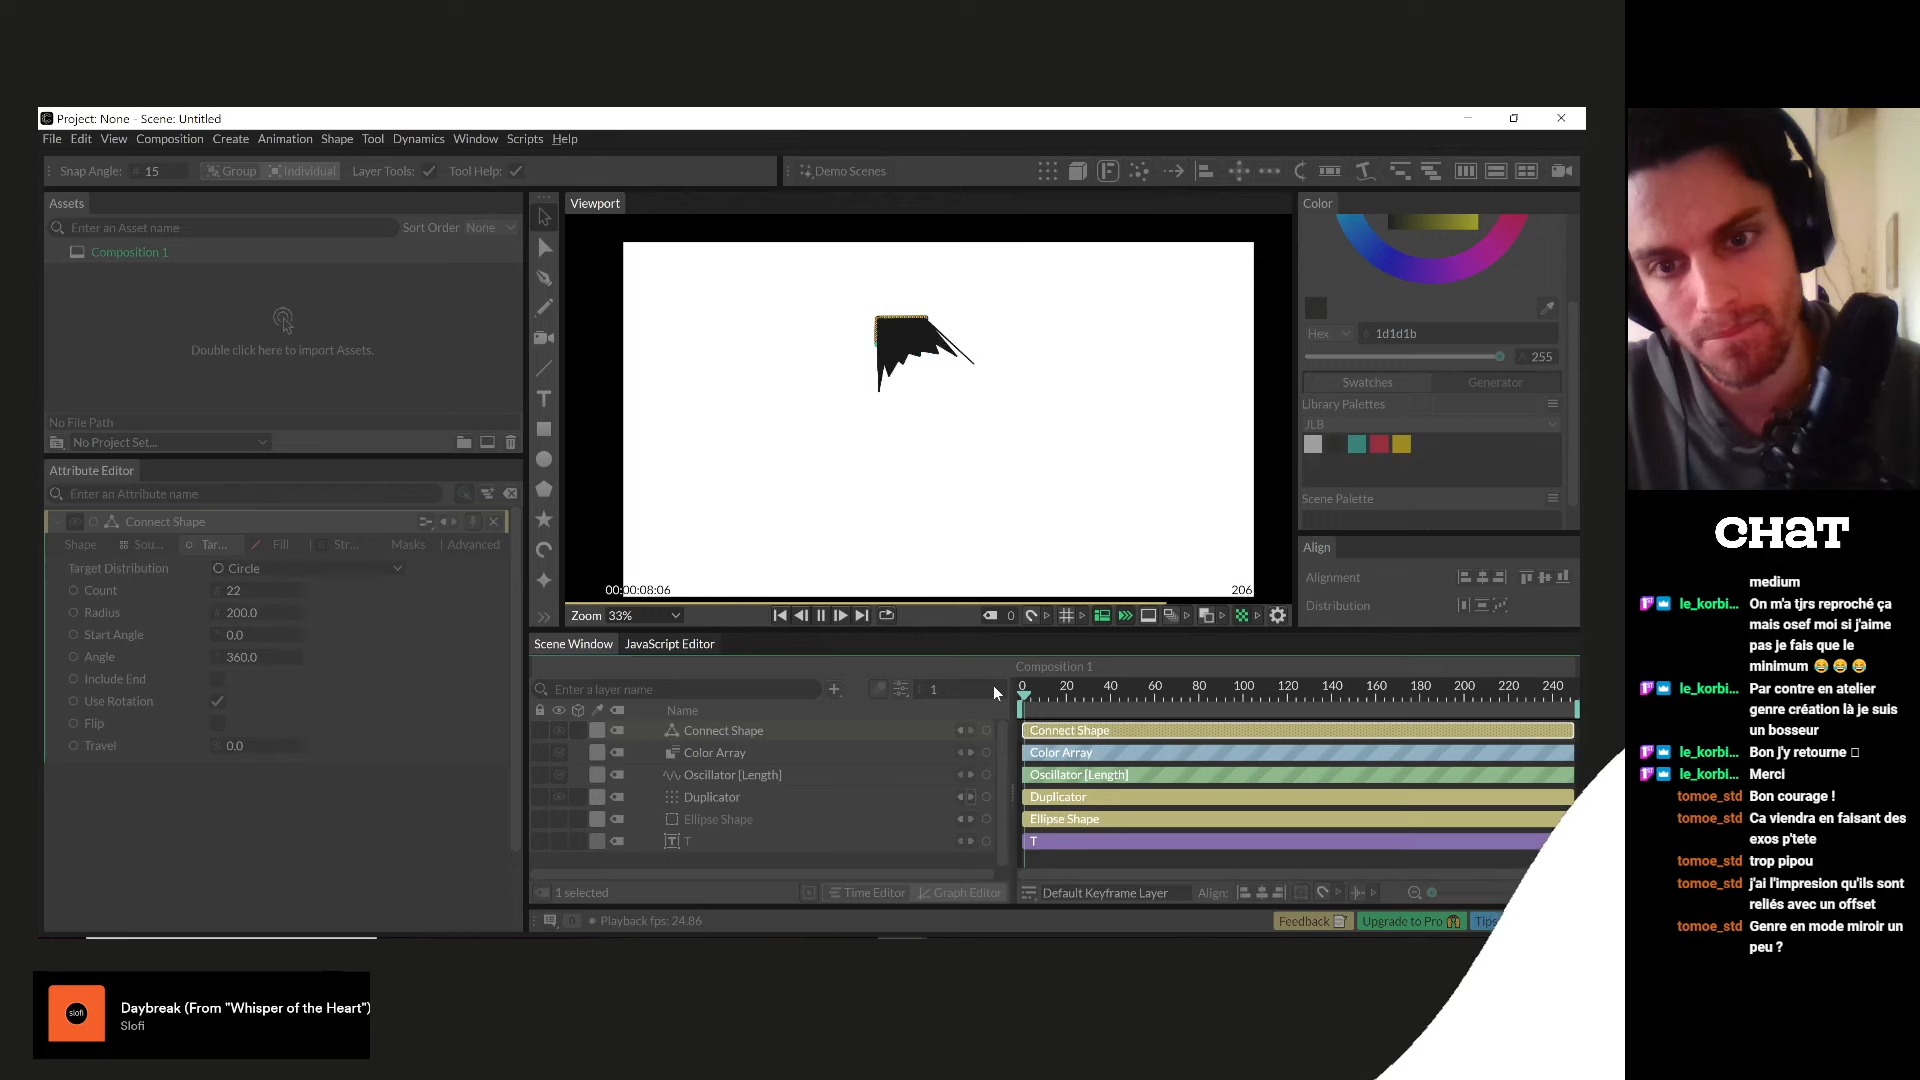 Project: None - Scene: Untitled
File Edit View Composition Create Animation Shape Tool Dynamics Window Scripts Help
Snap Angle: # 15 Group Individual Layer Tools: Tool Help:
Demo Scenes
Assets
Enter an Asset name Sort Order None
Composition 1
Double click here to import Assets.
No File Path
No Project Set...
Attribute Editor
Enter an Attribute name
Connect Shape
Shape Sou... Tar... Fill Str... Masks Advanced
Target Distribution Circle
Count # 22
Radius 200.0
Start Angle 0.0
Angle 360.0
Include End
Use Rotation
Flip
Travel % 0.0
Viewport
00:00:08:06
206
Zoom 33%
0
Color
Hex # 1d1d1b
255
Swatches Generator
Library Palettes
JLB
Scene Palette
Align
Alignment
Distribution
Scene Window JavaScript Editor
Enter a layer name
1
Name
Connect Shape
Color Array
Oscillator [Length]
Duplicator
Ellipse Shape
T
1 selected
Time Editor Graph Editor
Composition 1
0 20 40 60 80 100 120 140 160 180 200 220 240
Connect Shape
Color Array
Oscillator [Length]
Duplicator
Ellipse Shape
T
Default Keyframe Layer Align:
Playback fps: 24.86
Feedback Upgrade to Pro Tips
slofi
Daybreak (From "Whisper of the Heart")
Slofi
CHAT
medium
le_korbi... On m'a tjrs reproché ça
mais osef moi si j'aime
pas je fais que le
minimum 😂 😂 😂
le_korbi... Par contre en atelier
genre création là je suis
un bosseur
le_korbi... Bon j'y retourne
le_korbi... Merci
tomoe_std Bon courage !
tomoe_std Ca viendra en faisant des
exos p'tete
tomoe_std trop pipou
tomoe_std j'ai l'impresion qu'ils sont
reliés avec un offset
tomoe_std Genre en mode miroir un
peu ?